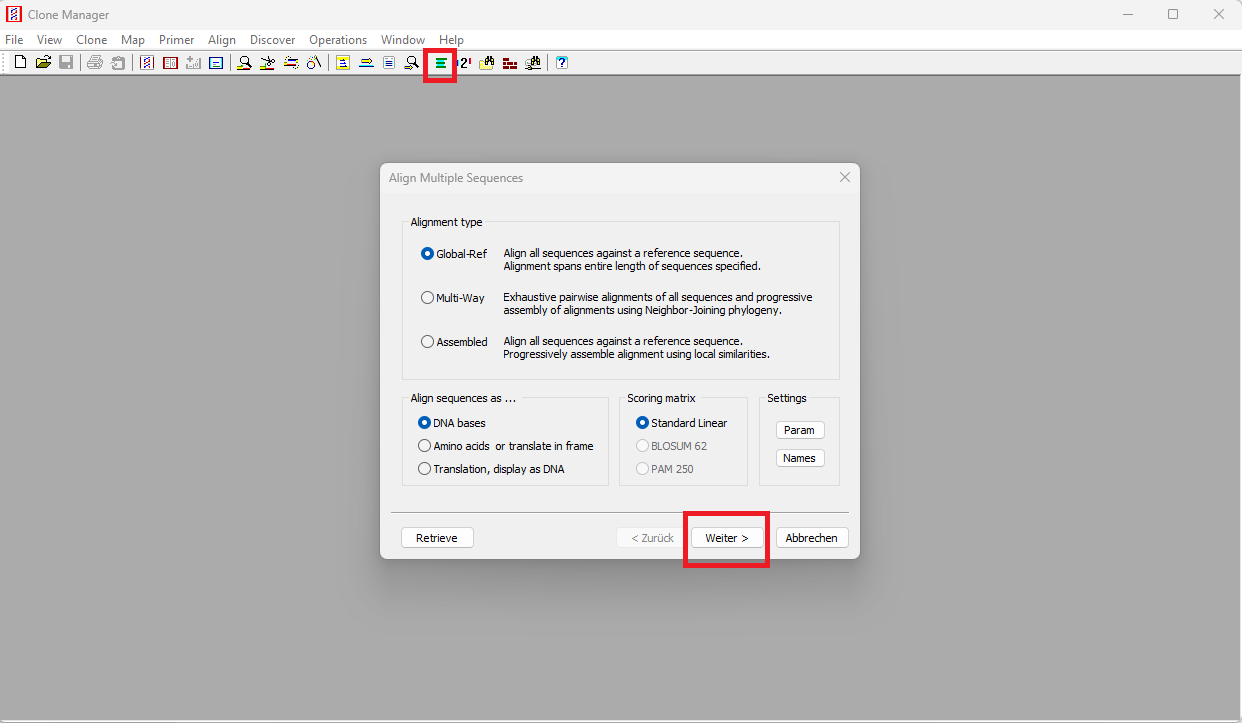 Clone Manager
File View Clone Map Primer Align Discover Operations Window Help
Align Multiple Sequences
Alignment type
Global-Ref Align all sequences against a reference sequence.
Alignment spans entire length of sequences specified.
Multi-Way Exhaustive pairwise alignments of all sequences and progressive
assembly of alignments using Neighbor-Joining phylogeny.
Assembled Align all sequences against a reference sequence.
Progressively assemble alignment using local similarities.
Align sequences as ... Scoring matrix Settings
DNA bases Standard Linear Param
Amino acids or translate in frame BLOSUM 62 Names
Translation, display as DNA PAM 250
Retrieve < Zurück Weiter > Abbrechen